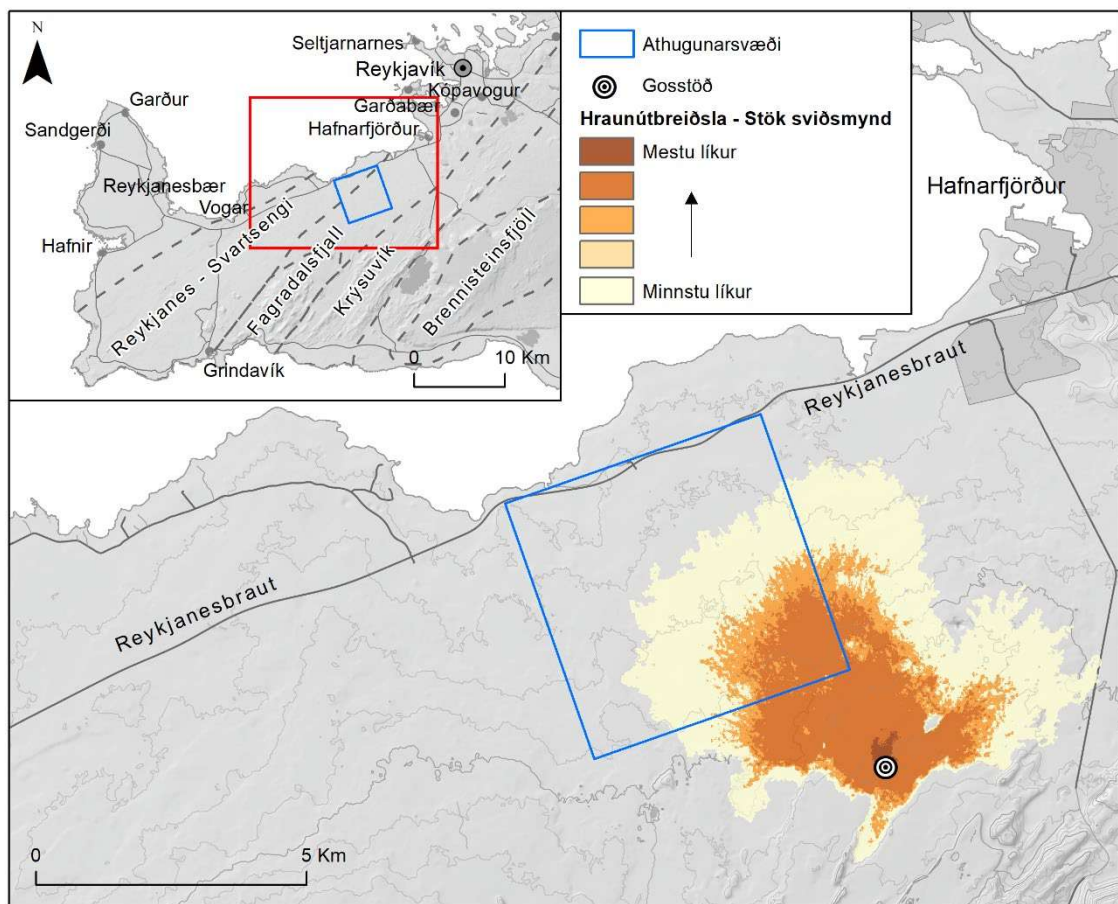 N
Seltjarnarnes
Reykjavík
Kópavogur
Garðabær
Hafnarfjörður
Garður
Sandgerði
Reykjanesbær
Vogar
Hafnir
Reykjanes - Svartsengi
Fagradalsfjall
Krýsuvík
Brennisteinsfjöll
Grindavík
0 10 Km
Athugunarsvæði
Gosstöð
Hraunútbreiðsla - Stök sviðsmynd
Mestu líkur
Minnstu líkur
Hafnarfjörður
Reykjanesbraut
Reykjanesbraut
0 5 Km